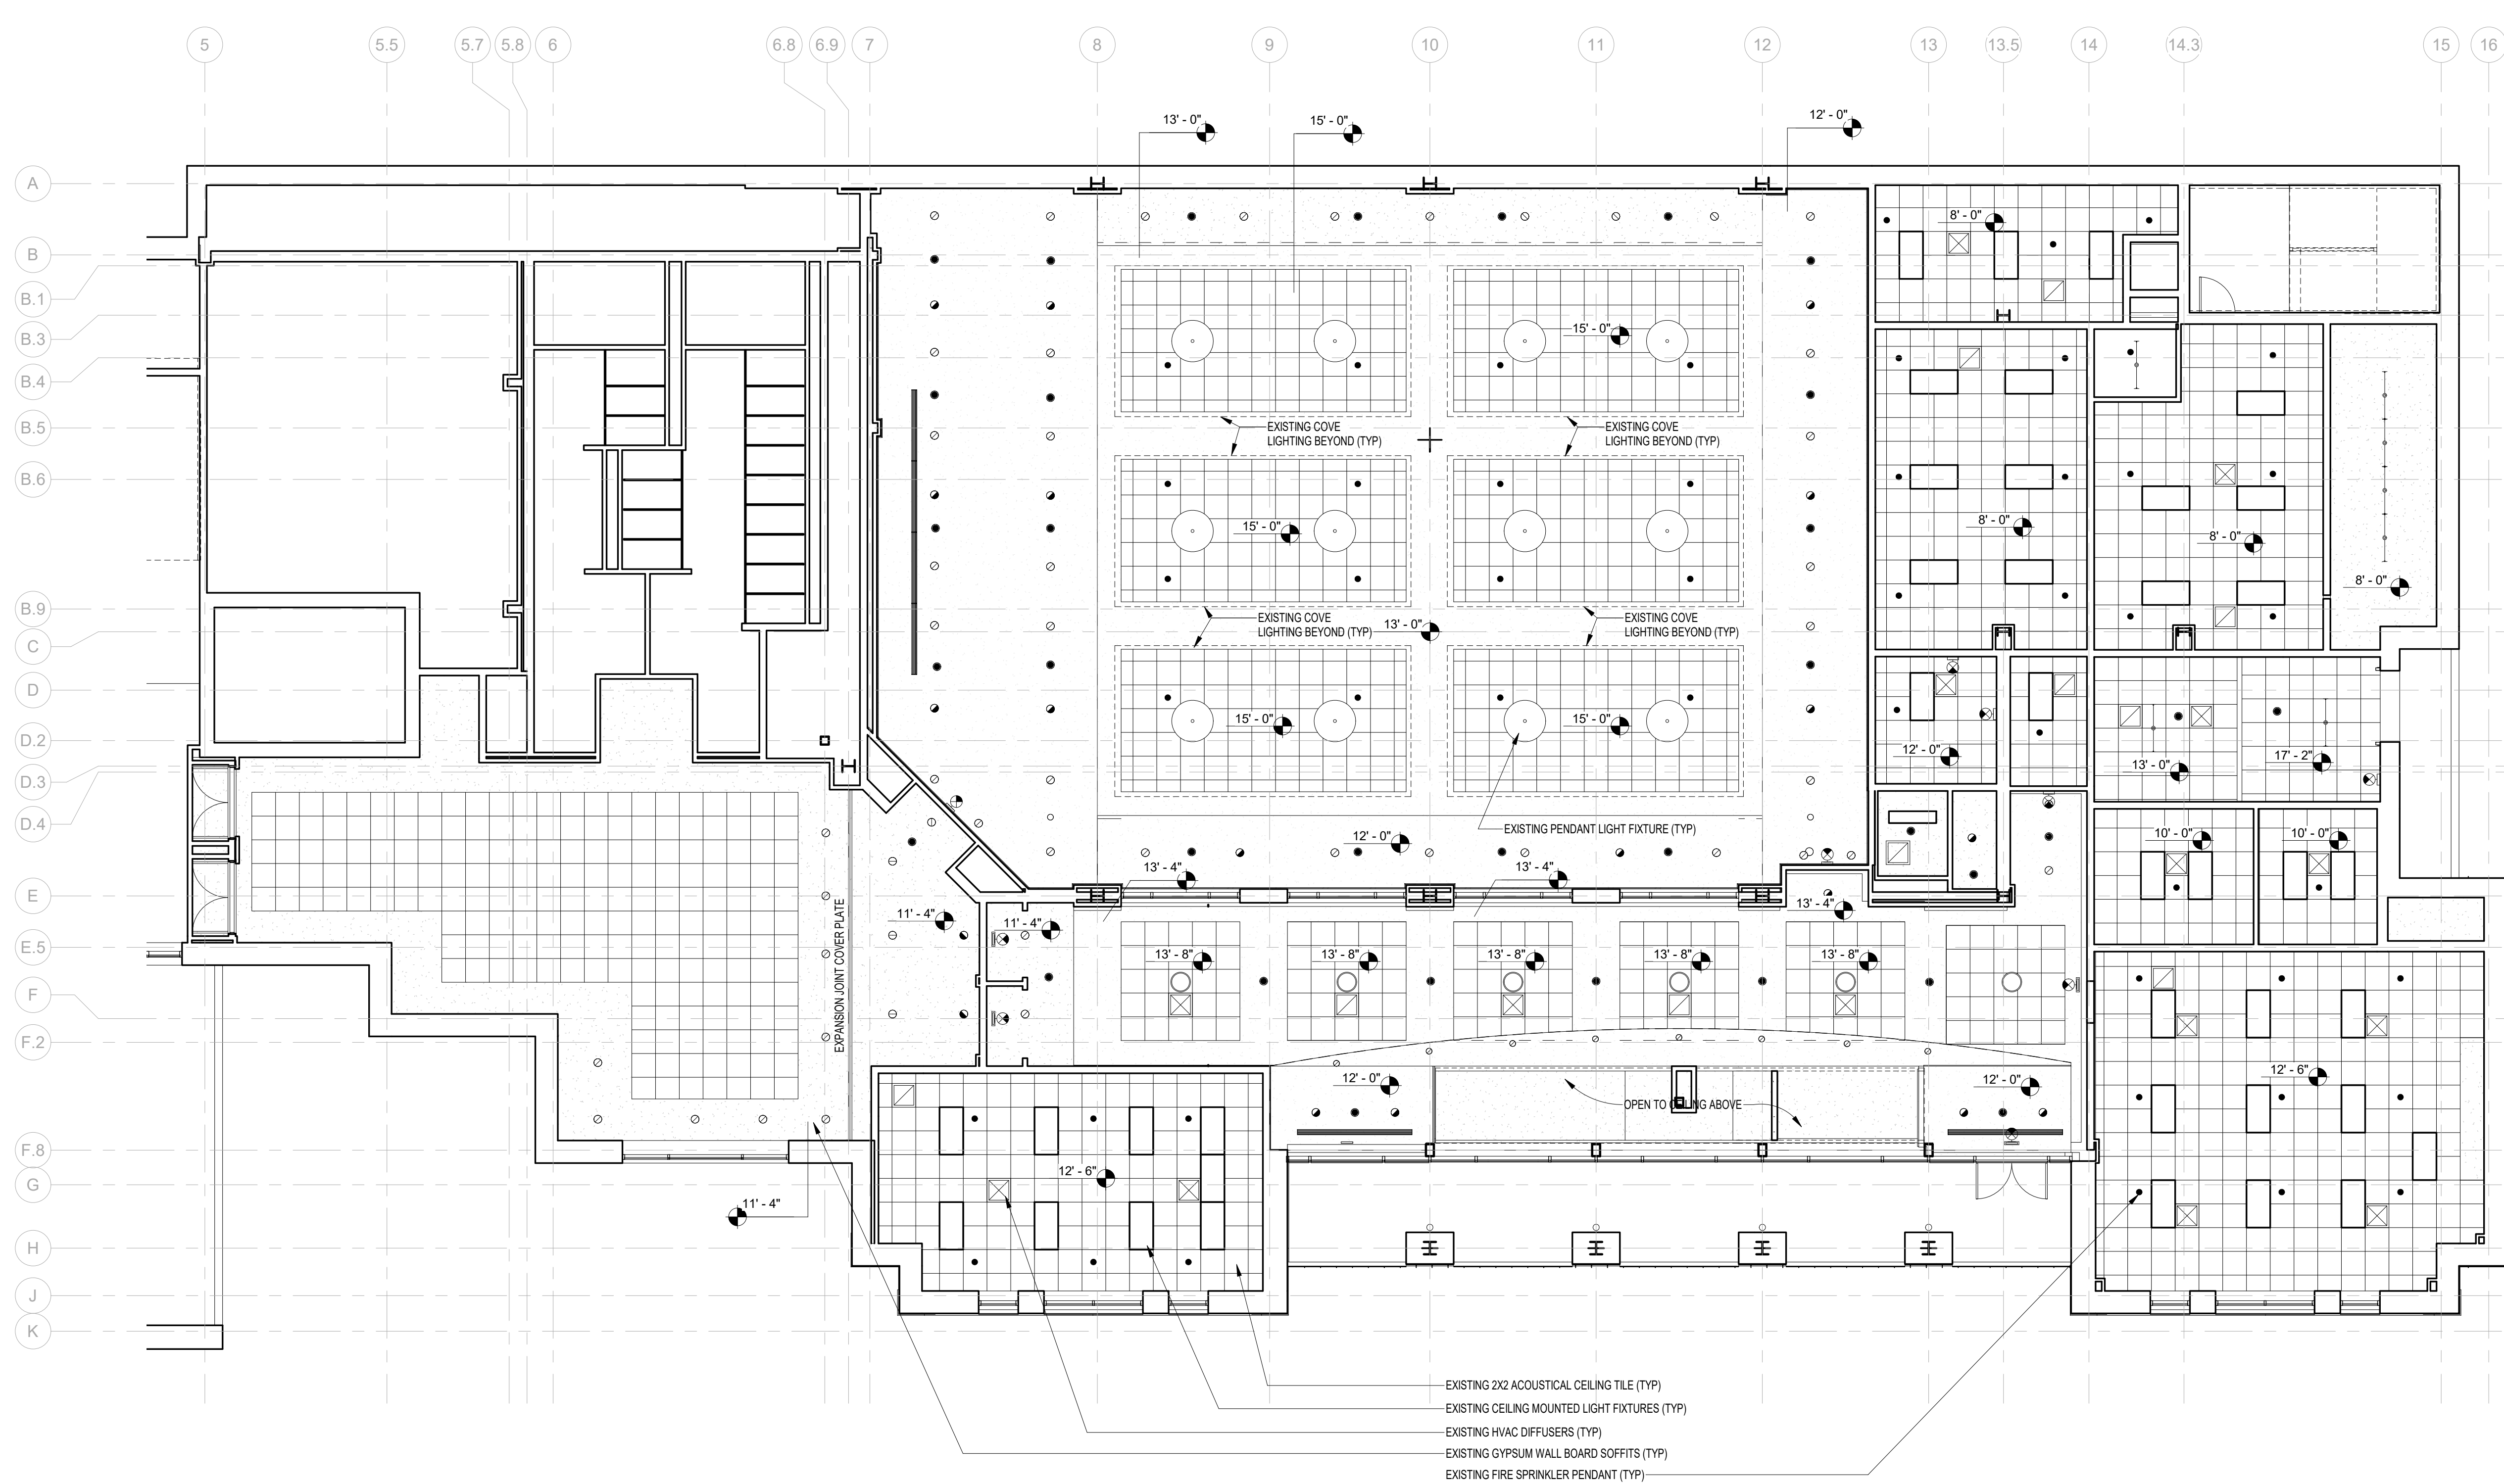 5 5.5 5.7 5.8 6 6.8 6.9 7 8 9 10 11 12 13 13.5 14 14.3 15 16
13' - 0" 15' - 0" 12' - 0"
A
B
B.1
B.3
B.4
B.5
B.6
B.9
C
D
D.2
D.3
D.4
E
E.5
F
F.2
F.8
G
H
J
K
8' - 0"
15' - 0"
EXISTING COVE
LIGHTING BEYOND (TYP)
EXISTING COVE
LIGHTING BEYOND (TYP)
15' - 0"
8' - 0"
8' - 0"
8' - 0"
EXISTING COVE
LIGHTING BEYOND (TYP)
13' - 0"
EXISTING COVE
LIGHTING BEYOND (TYP)
15' - 0"
15' - 0"
12' - 0"
13' - 0"
17' - 2"
EXISTING PENDANT LIGHT FIXTURE (TYP)
12' - 0"
10' - 0"
10' - 0"
13' - 4"
13' - 4"
EXPANSION JOINT COVER PLATE
11' - 4"
11' - 4"
13' - 4"
13' - 8"
13' - 8"
13' - 8"
13' - 8"
13' - 8"
12' - 0"
OPEN TO CEILING ABOVE
12' - 0"
12' - 6"
12' - 6"
11' - 4"
EXISTING 2X2 ACOUSTICAL CEILING TILE (TYP)
EXISTING CEILING MOUNTED LIGHT FIXTURES (TYP)
EXISTING HVAC DIFFUSERS (TYP)
EXISTING GYPSUM WALL BOARD SOFFITS (TYP)
EXISTING FIRE SPRINKLER PENDANT (TYP)